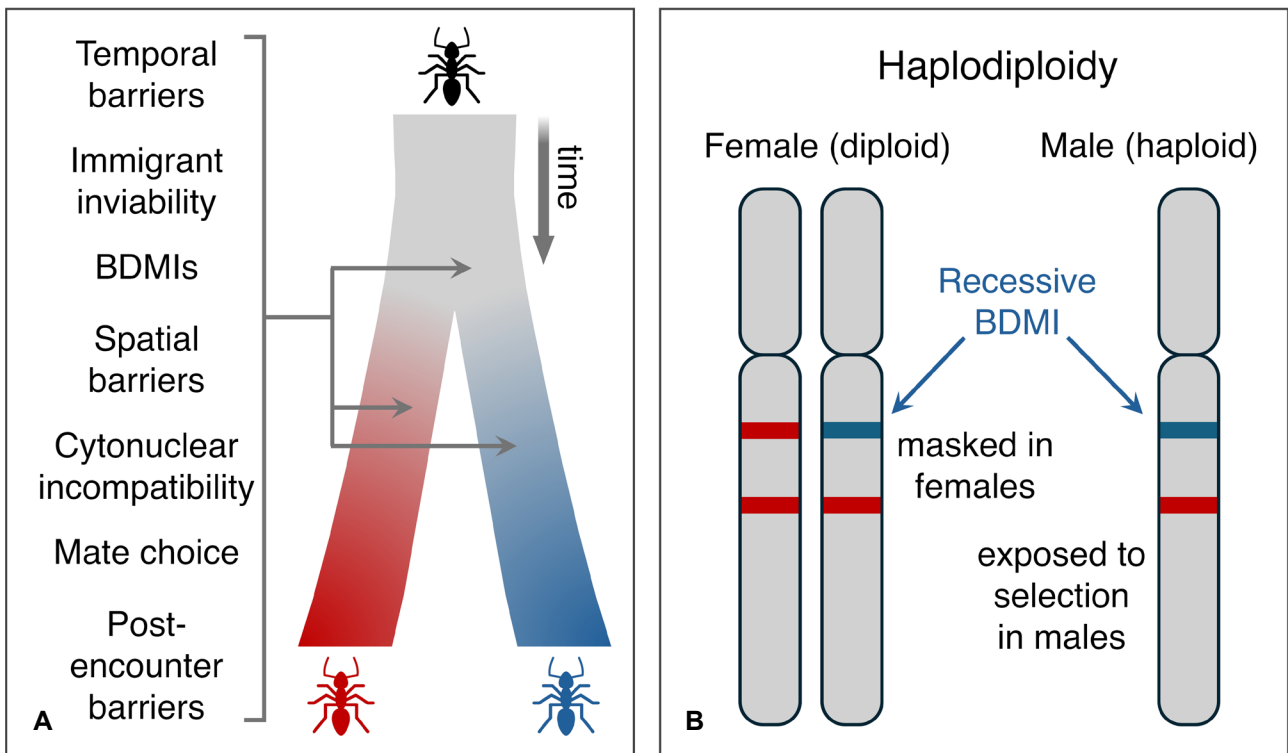 Temporal
barriers
Immigrant
inviability
BDMIs
Spatial
barriers
Cytonuclear
incompatibility
Mate choice
Post-
encounter
barriers
time
A
Haplodiploidy
Female (diploid)
Male (haploid)
Recessive
BDMI
masked in
females
exposed to
selection
in males
B